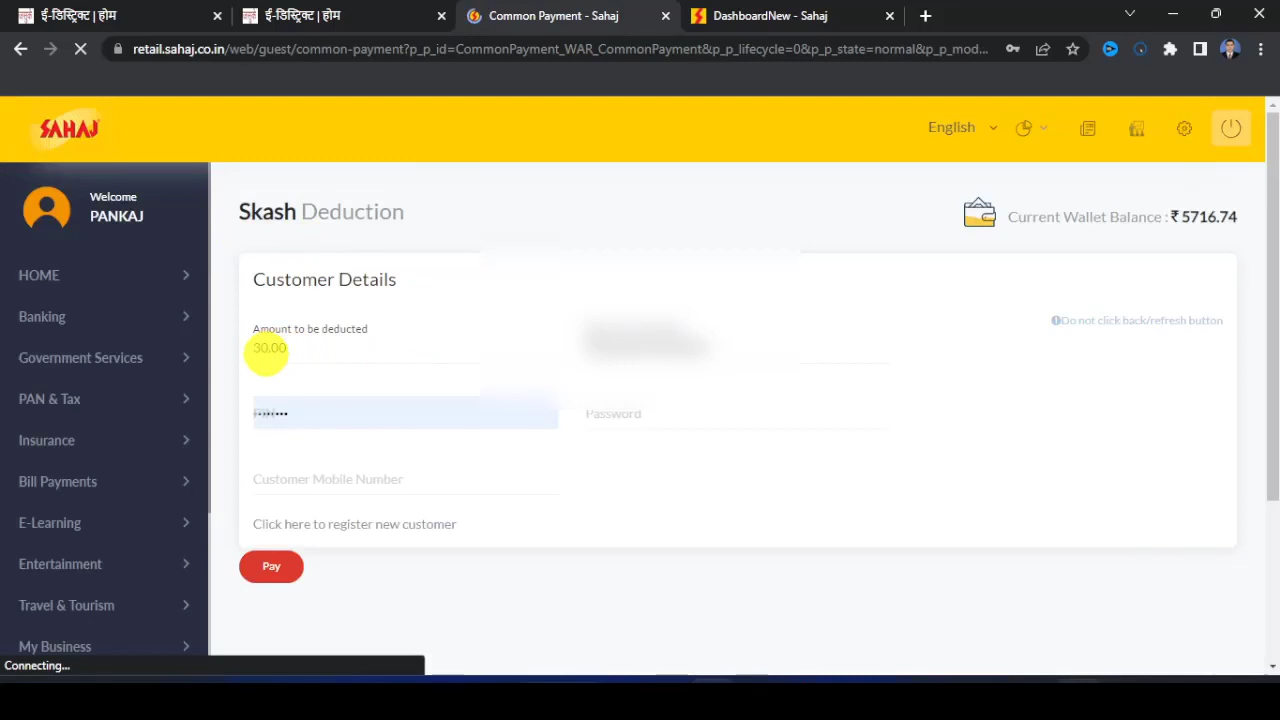 ई-डिस्ट्रिक्ट | होम
ई-डिस्ट्रिक्ट | होम
Common Payment - Sahaj
DashboardNew - Sahaj
retail.sahaj.co.in/web/guest/common-payment?p_p_id=CommonPayment_WAR_CommonPayment&p_p_lifecycle=0&p_p_state=normal&p_p_mod...
SAHAJ
English
Welcome
PANKAJ
Skash Deduction
Current Wallet Balance : ₹ 5716.74
HOME
Banking
Government Services
PAN & Tax
Insurance
Bill Payments
E-Learning
Entertainment
Travel & Tourism
My Business
Customer Details
Amount to be deducted
30.00
Do not click back/refresh button
Password
Customer Mobile Number
Click here to register new customer
Pay
Connecting...